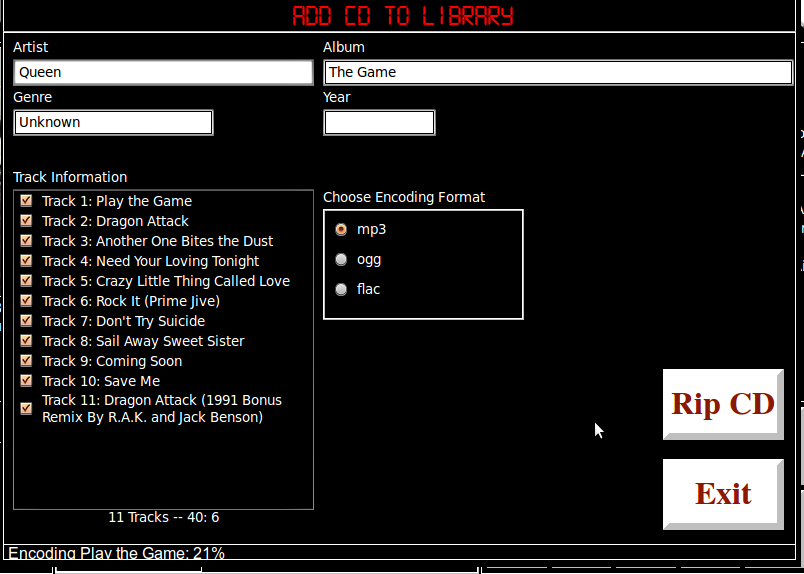 ADD CD TO LIBRARY
Artist
Album
Queen
The Game
Genre
Year
Unknown
Track Information
Choose Encoding Format
Track 1: Play the Game
Track 2: Dragon Attack
Track 3: Another One Bites the Dust
Track 4: Need Your Loving Tonight
Track 5: Crazy Little Thing Called Love
Track 6: Rock It (Prime Jive)
Track 7: Don't Try Suicide
Track 8: Sail Away Sweet Sister
Track 9: Coming Soon
Track 10: Save Me
Track 11: Dragon Attack (1991 Bonus
Remix By R.A.K. and Jack Benson)
mp3
ogg
flac
Rip CD
Exit
11 Tracks -- 40: 6
Encoding Play the Game: 21%